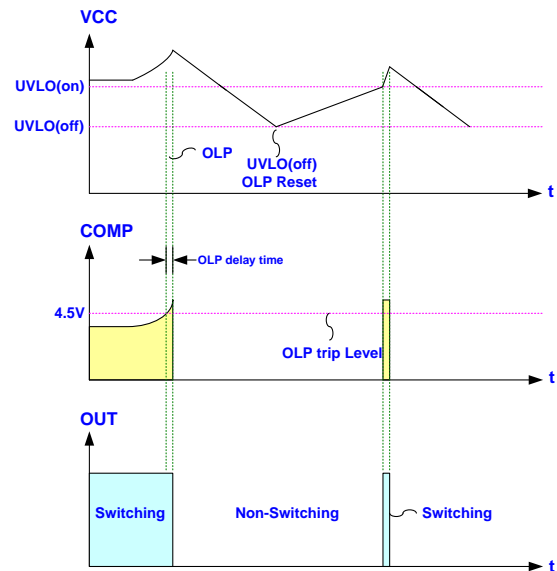 VCC
UVLO(on)
UVLO(off)
OLP
UVLO(off)
OLP Reset
t
COMP
OLP delay time
4.5V
OLP trip Level
t
OUT
Switching
Non-Switching
Switching
t